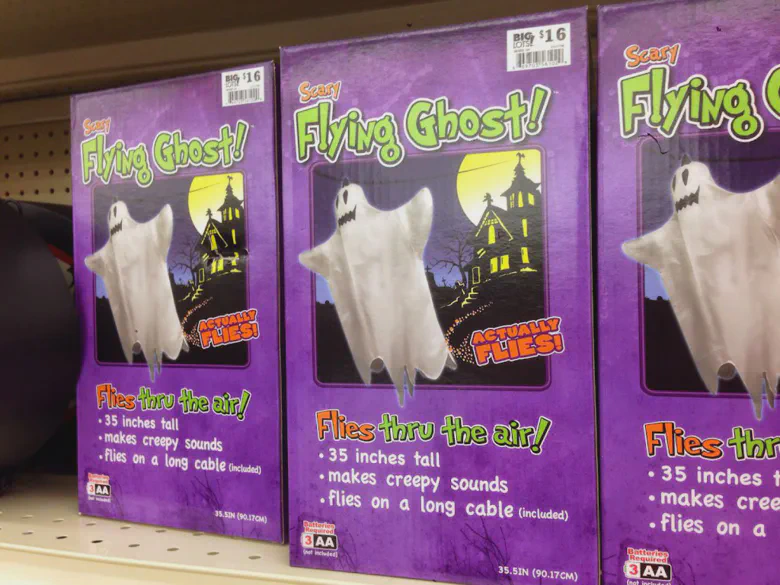 BIG $16
LOTS!
Scary
Flying Ghost!
ACTUALLY
FLIES!
Flies thru the air!
• 35 inches tall
• makes creepy sounds
• flies on a long cable (included)
Batteries
Required
3 AA
(not included)
35.5IN (90.17CM)
BIG $16
LOTS!
Scary
Flying Ghost!
ACTUALLY
FLIES!
Flies thru the air!
• 35 inches tall
• makes creepy sounds
• flies on a long cable (included)
Batteries
Required
3 AA
(not included)
35.5IN (90.17CM)
Scary
Flying
Flies thr
• 35 inches t
• makes cree
• flies on a
Batteries
Required
3 AA
(not included)